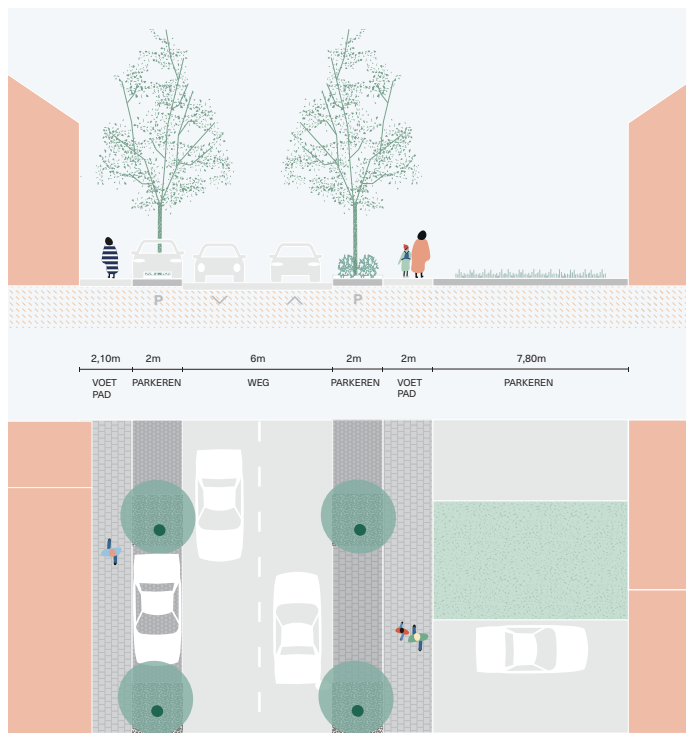 P
P
2,10m 2m 6m 2m 2m 7,80m
VOET PARKEREN WEG PARKEREN VOET PARKEREN
PAD PAD